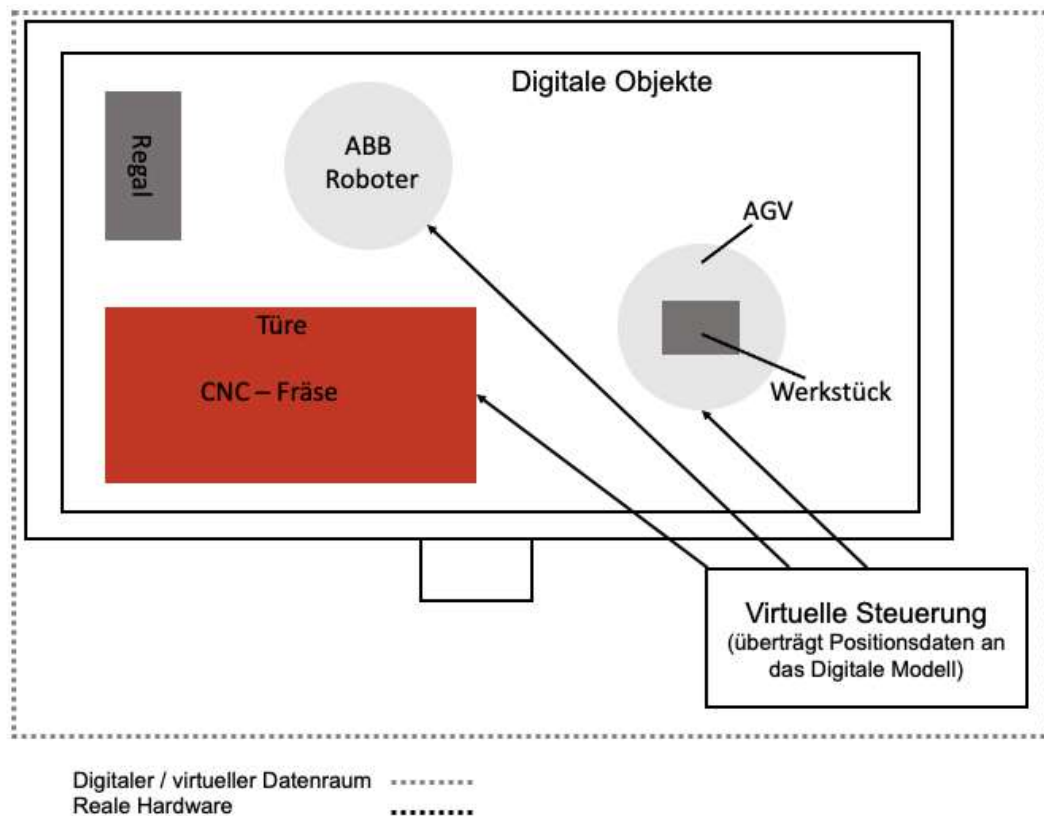 Digitale Objekte
Regal
ABB
Roboter
AGV
Türe
CNC – Fräse
Werkstück
Virtuelle Steuerung
(überträgt Positionsdaten an
das Digitale Modell)
Digitaler / virtueller Datenraum
Reale Hardware